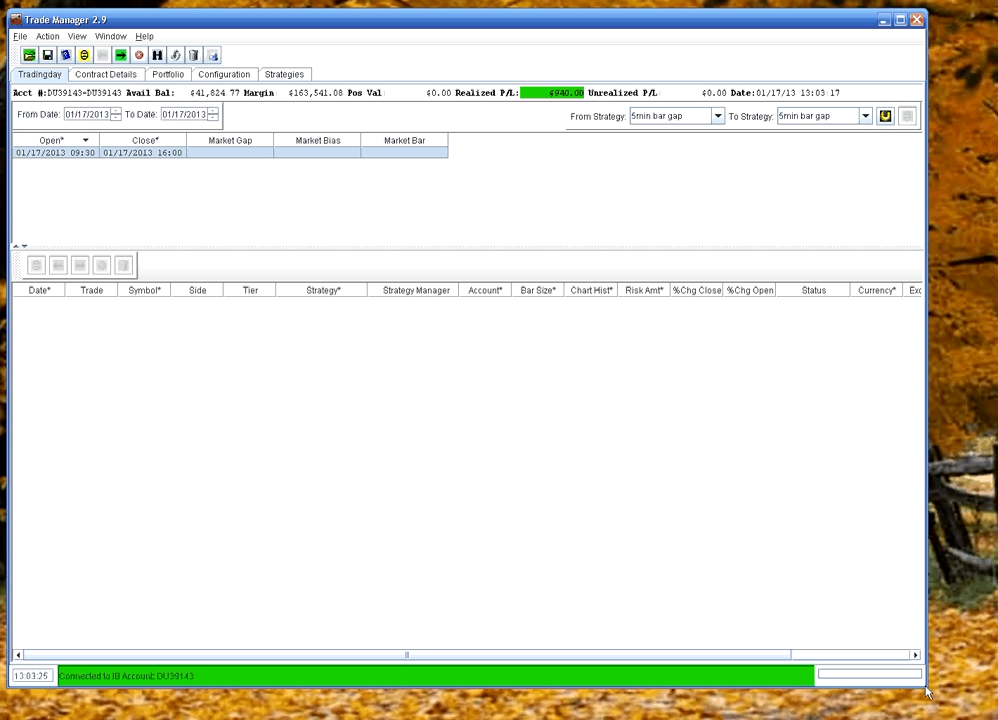 Trade Manager 2.9
File Action View Window Help
Tradingday Contract Details Portfolio Configuration Strategies
Acct #:DU39143-DU39143 Avail Bal: $41,824.77 Margin: $163,541.08 Pos Val: $0.00 Realized P/L: $940.00 Unrealized P/L: $0.00 Date:01/17/13 13:03:17
From Date: 01/17/2013 To Date: 01/17/2013 From Strategy: 5min bar gap To Strategy: 5min bar gap
Open* Close* Market Gap Market Bias Market Bar
01/17/2013 09:30 01/17/2013 16:00
Date* Trade Symbol* Side Tier Strategy* Strategy Manager Account* Bar Size* Chart Hist* Risk Amt* %Chg Close %Chg Open Status Currency* Exc
13:03:25 Connected to IB Account: DU39143